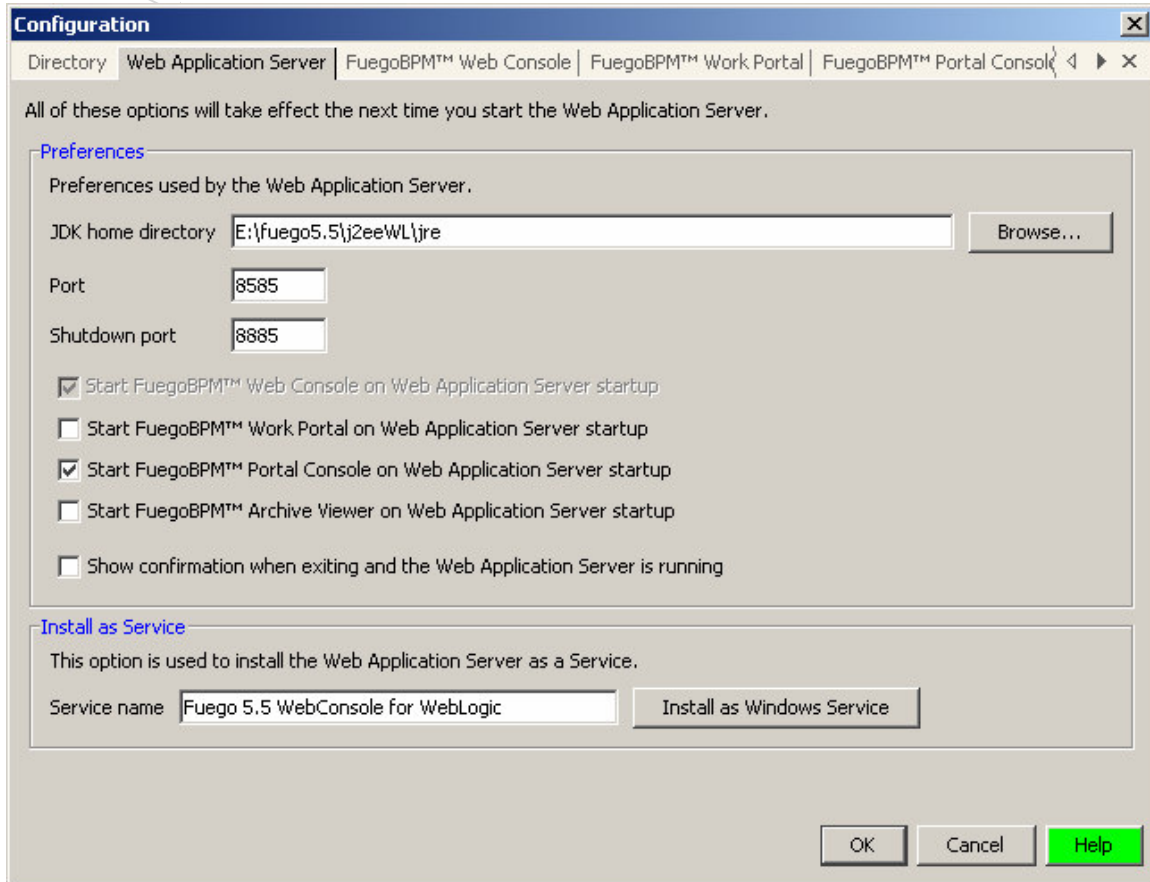 Configuration
Directory Web Application Server FuegoBPM™ Web Console FuegoBPM™ Work Portal FuegoBPM™ Portal Consol
All of these options will take effect the next time you start the Web Application Server.
Preferences
Preferences used by the Web Application Server.
JDK home directory E:\fuego5.5\j2eeWL\jre Browse...
Port 8585
Shutdown port 8885
Start FuegoBPM™ Web Console on Web Application Server startup
Start FuegoBPM™ Work Portal on Web Application Server startup
Start FuegoBPM™ Portal Console on Web Application Server startup
Start FuegoBPM™ Archive Viewer on Web Application Server startup
Show confirmation when exiting and the Web Application Server is running
Install as Service
This option is used to install the Web Application Server as a Service.
Service name Fuego 5.5 WebConsole for WebLogic Install as Windows Service
OK Cancel Help